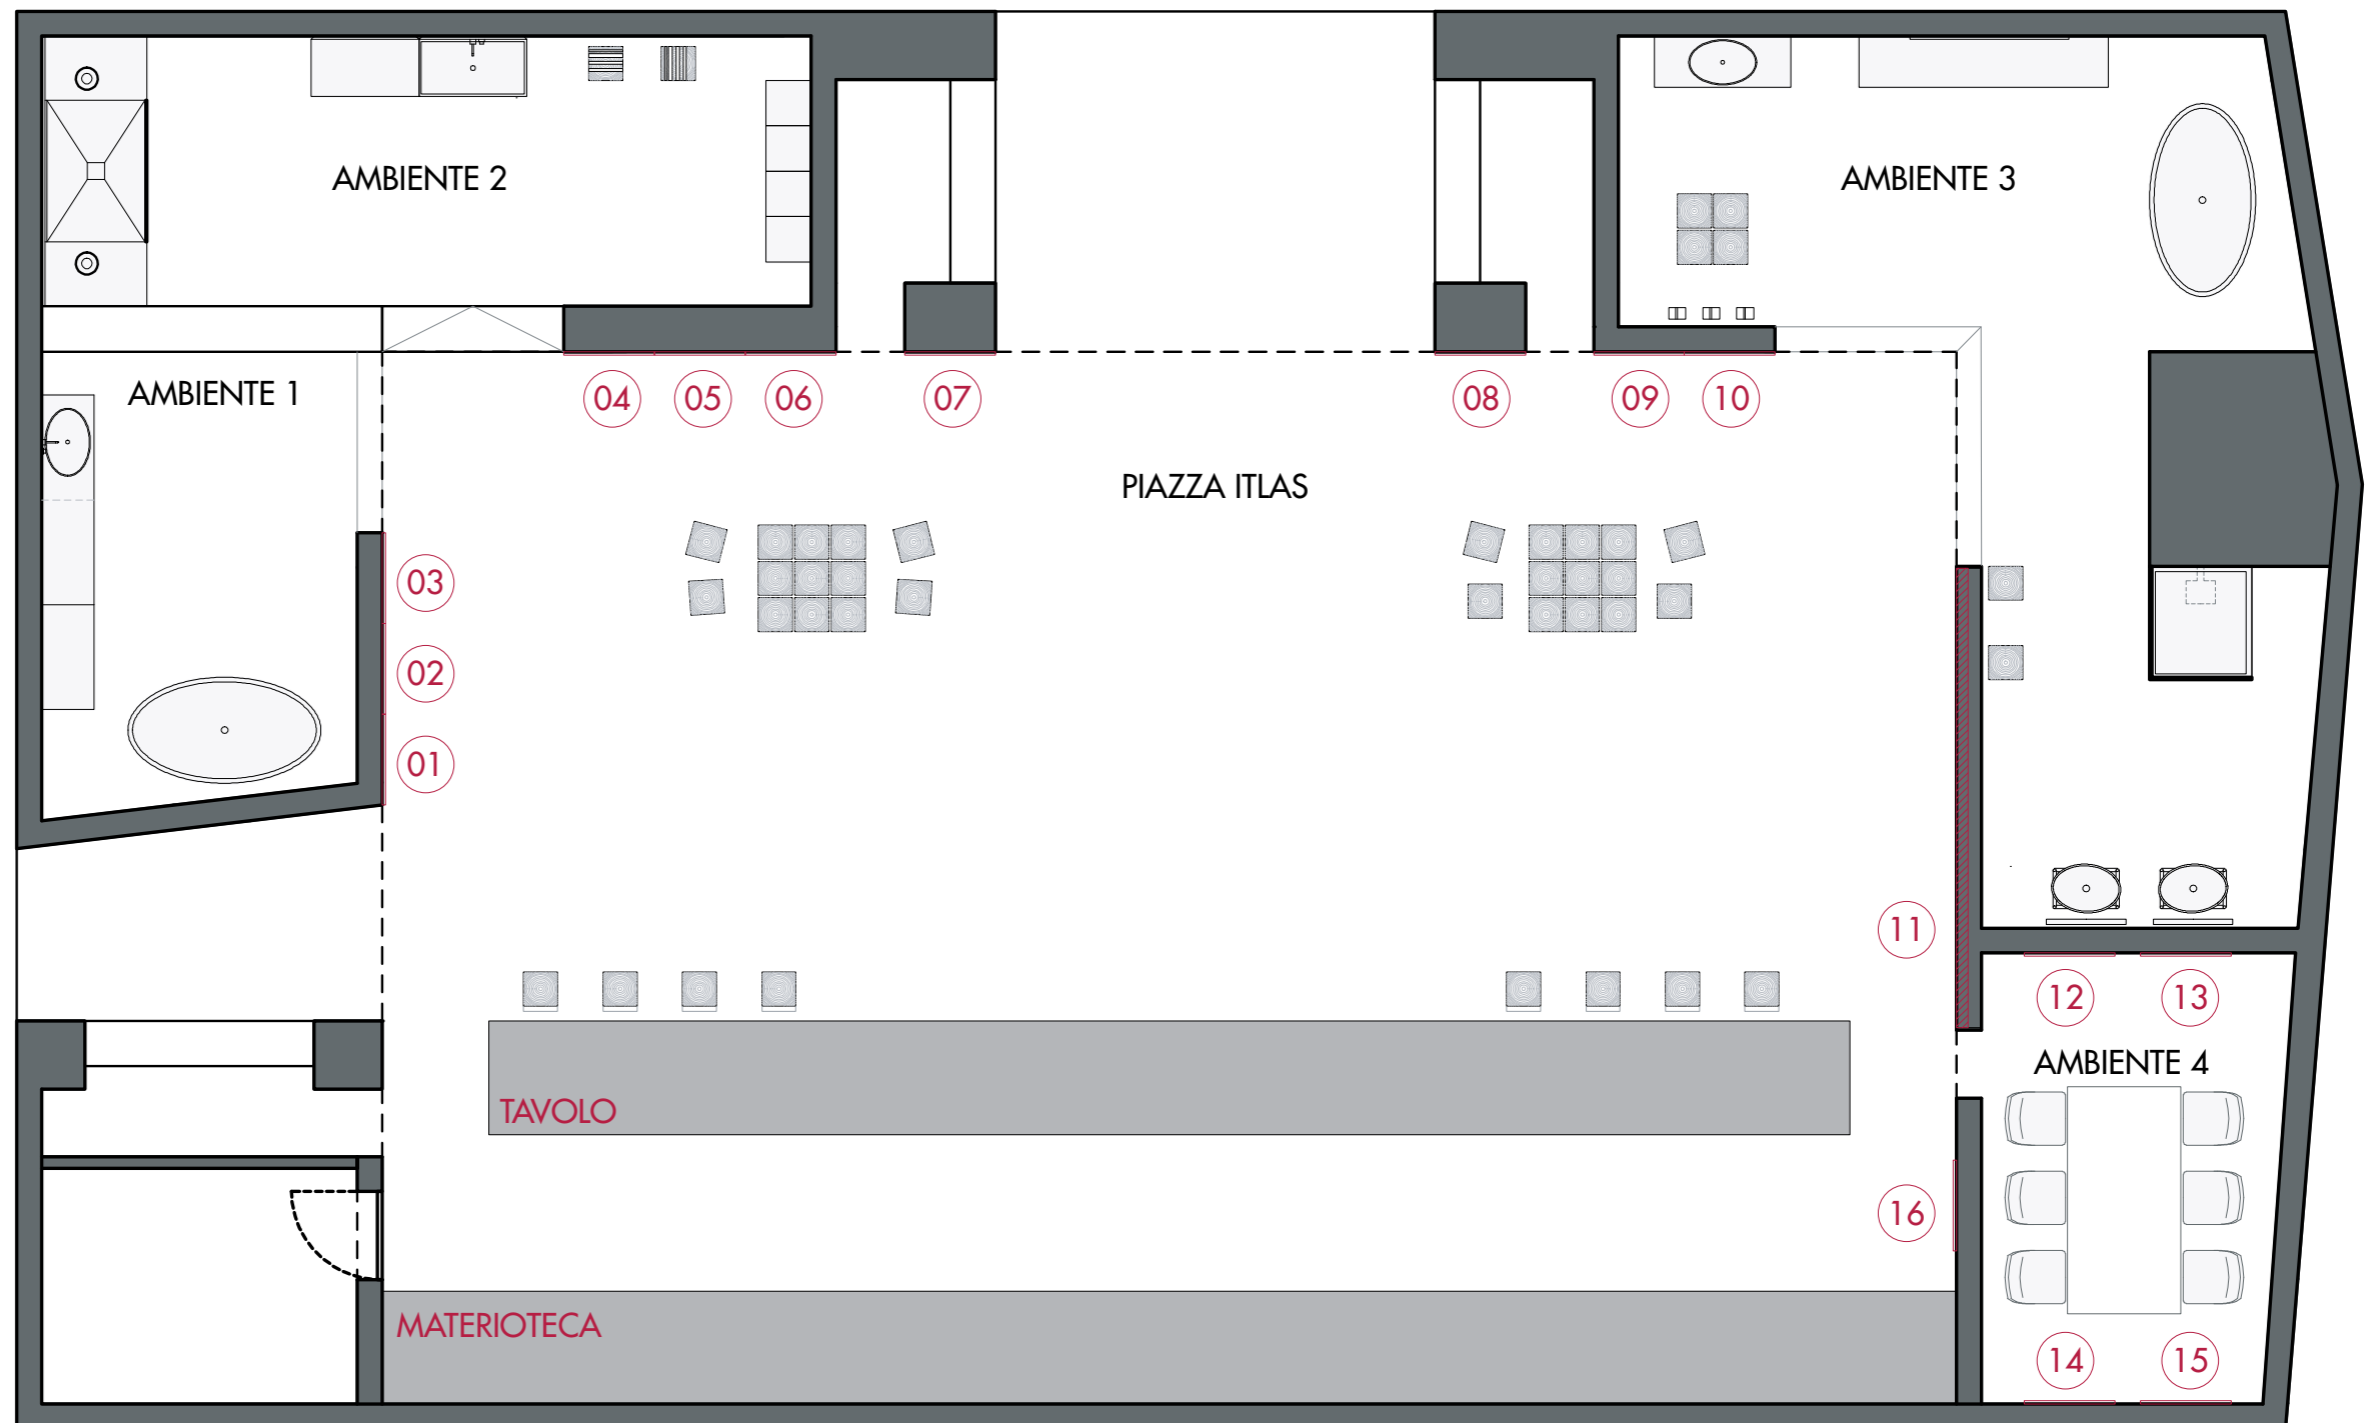 AMBIENTE 2
AMBIENTE 3
AMBIENTE 1
04
05
06
07
08
09
10
PIAZZA ITLAS
03
02
01
11
12
13
AMBIENTE 4
TAVOLO
16
MATERIOTECA
14
15